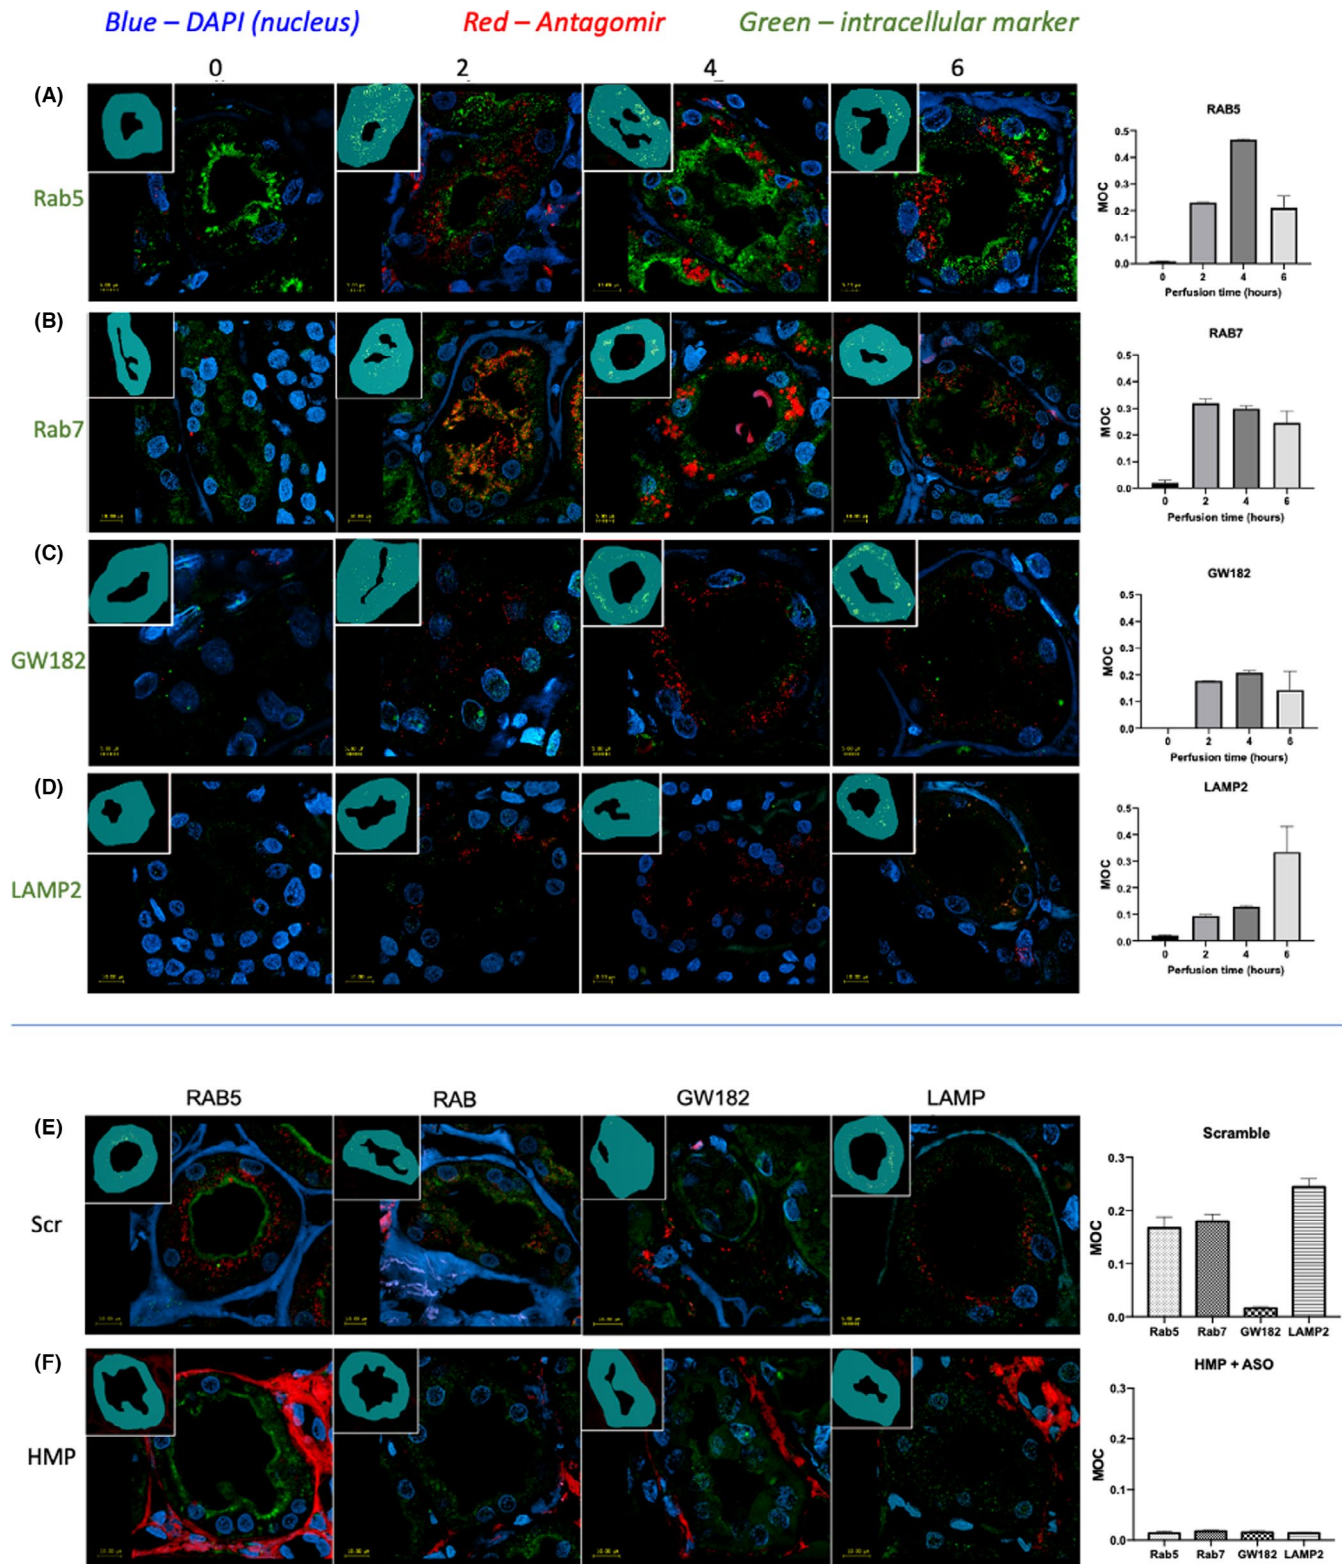 Blue – DAPI (nucleus) Red – Antagomir Green – intracellular marker
0 2 4 6
(A)
Rab5
RAB5
MOC
0.5
0.4
0.3
0.2
0.1
0.0
0 2 4 6
Perfusion time (hours)
(B)
Rab7
RAB7
MOC
0.5
0.4
0.3
0.2
0.1
0.0
0 2 4 6
Perfusion time (hours)
(C)
GW182
GW182
MOC
0.5
0.4
0.3
0.2
0.1
0.0
0 2 4 6
Perfusion time (hours)
(D)
LAMP2
LAMP2
MOC
0.5
0.4
0.3
0.2
0.1
0.0
0 2 4 6
Perfusion time (hours)
RAB5 RAB GW182 LAMP
(E)
Scr
Scramble
MOC
0.3
0.2
0.1
0.0
Rab5 Rab7 GW182 LAMP2
(F)
HMP
HMP + ASO
MOC
0.3
0.2
0.1
0.0
Rab5 Rab7 GW182 LAMP2